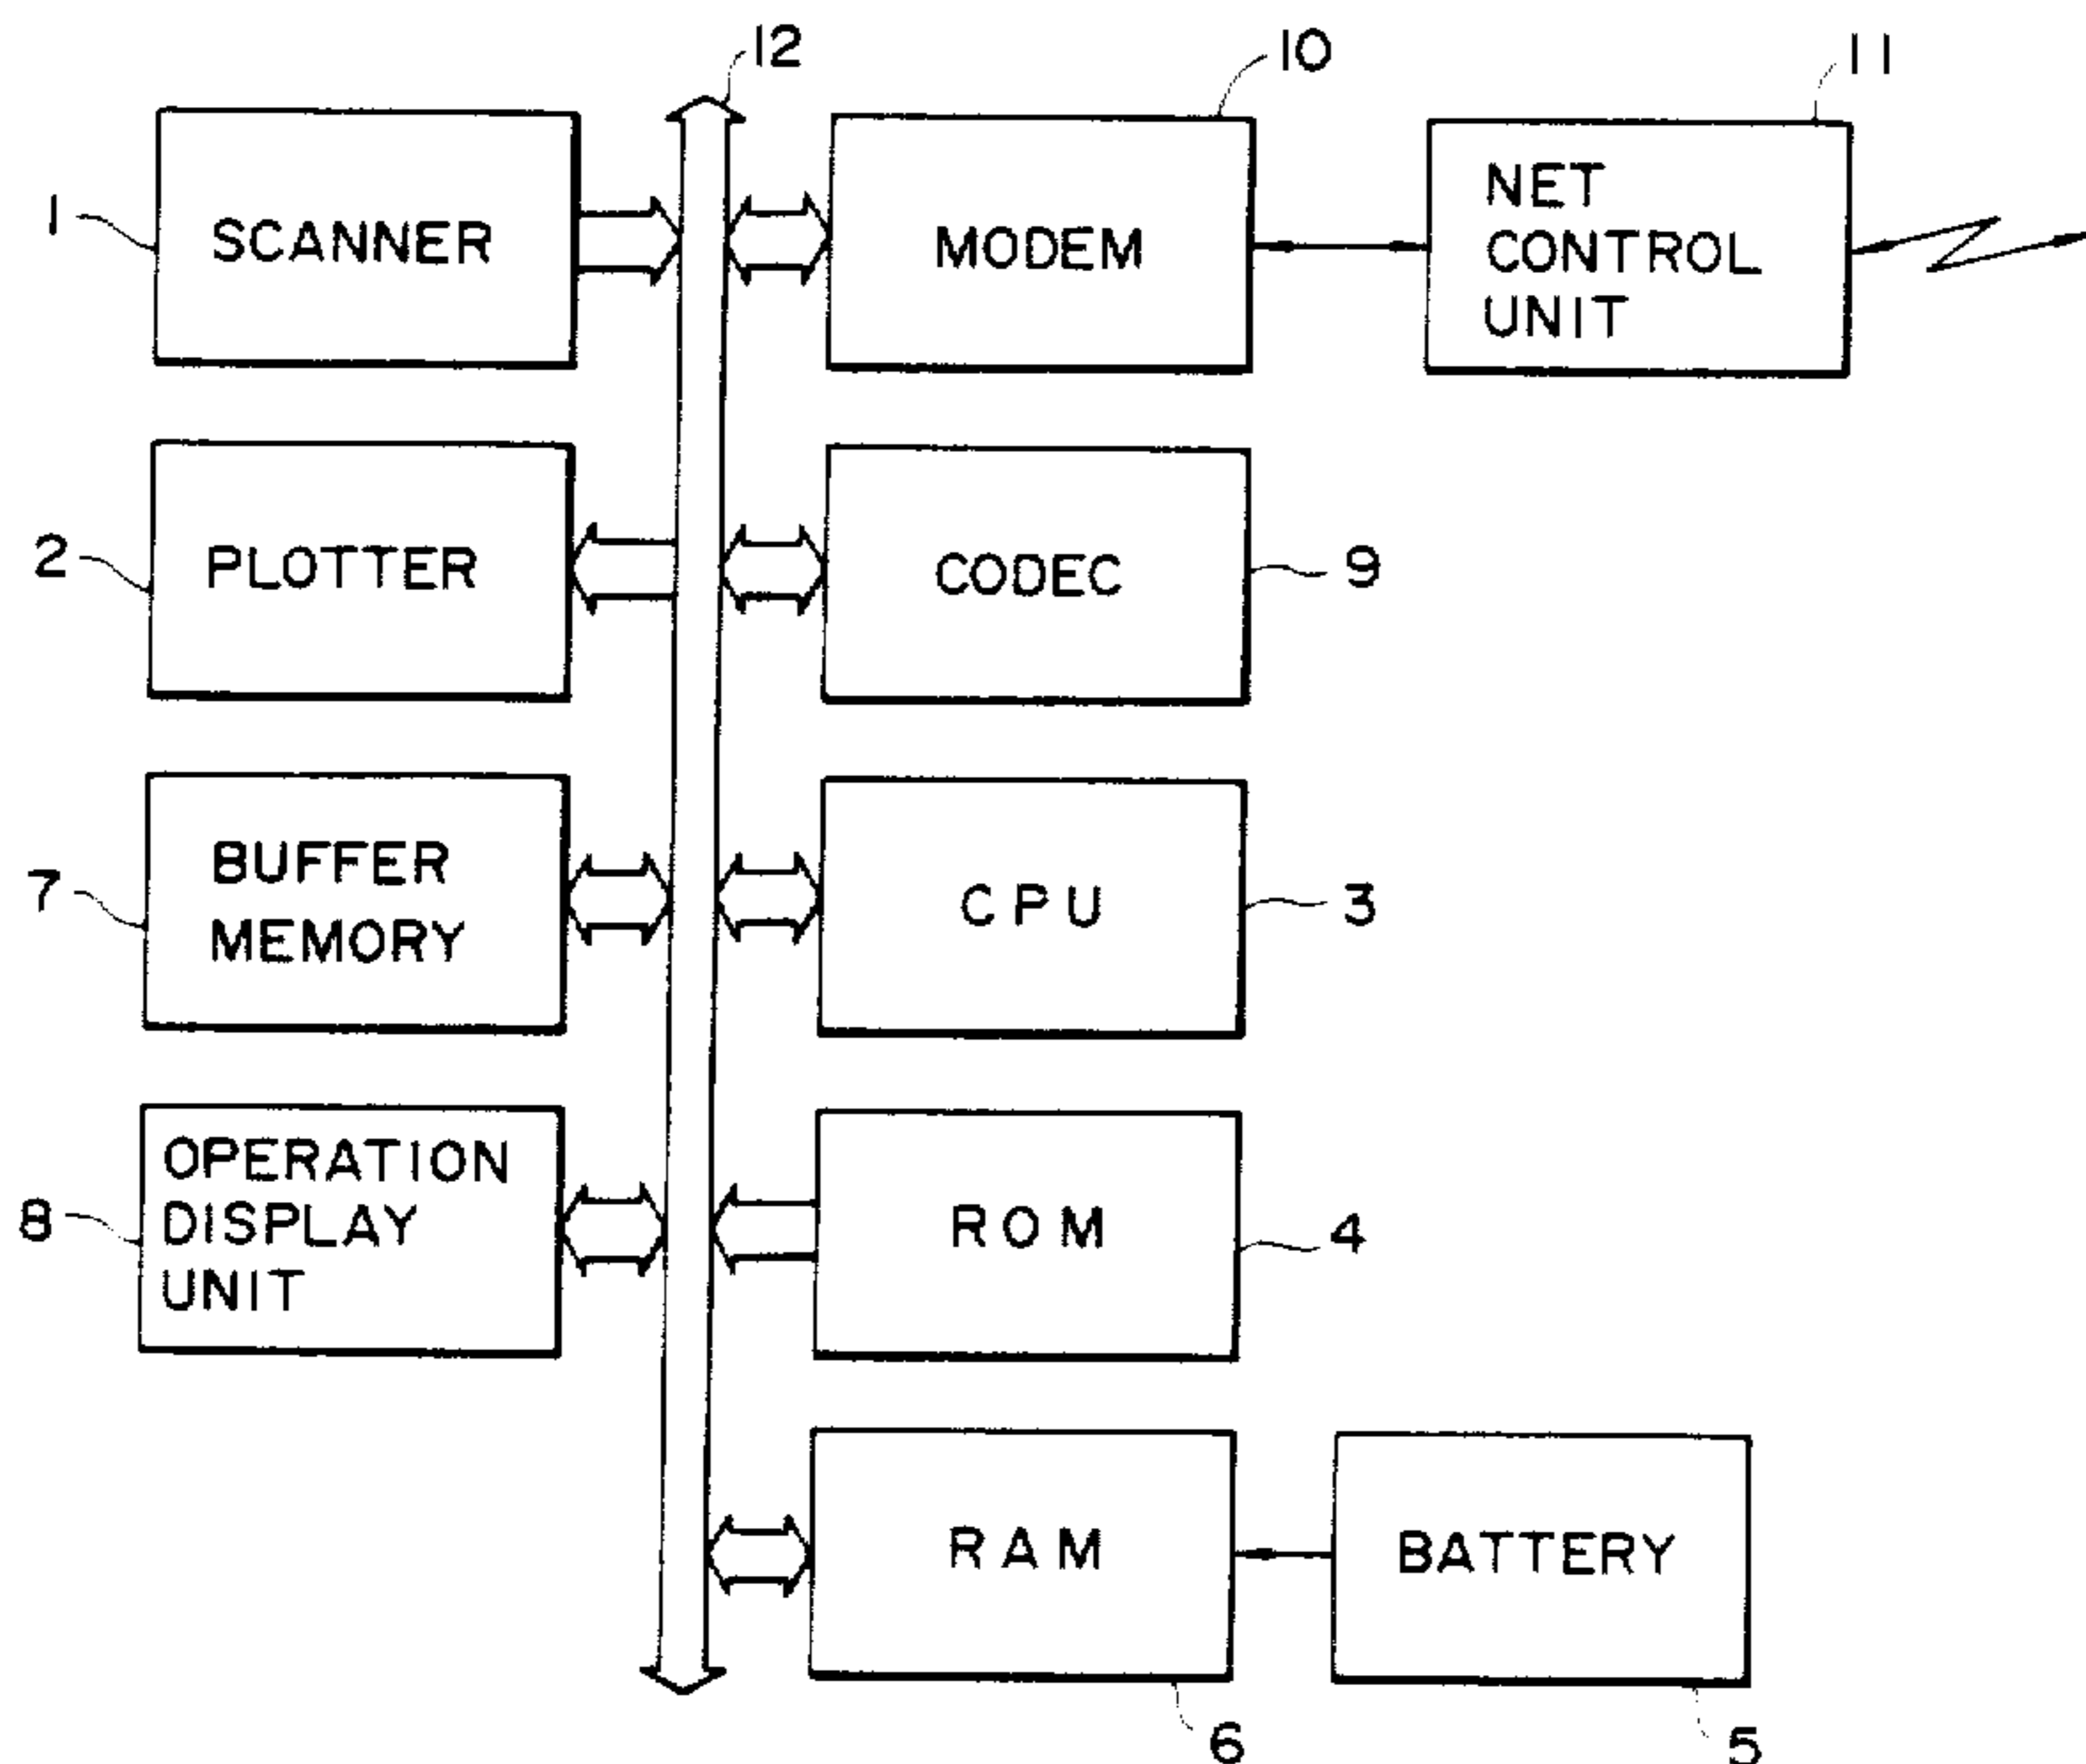 12
10
11
1
SCANNER
MODEM
NET
CONTROL
UNIT
2
PLOTTER
CODEC
9
7
BUFFER
MEMORY
CPU
3
8
OPERATION
DISPLAY
UNIT
ROM
4
RAM
BATTERY
6
5